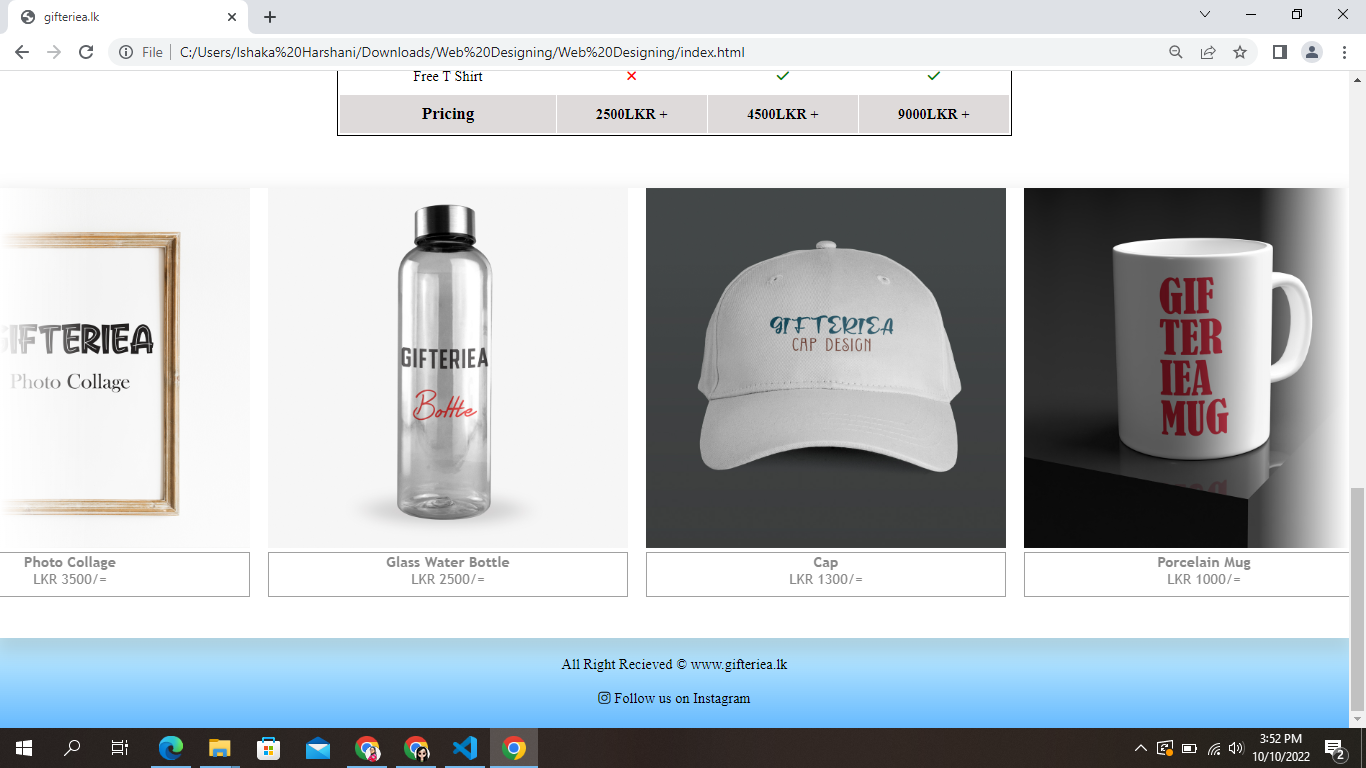 gifteriea.lk
File
C:/Users/Ishaka%20Harshani/Downloads/Web%20Designing/Web%20Designing/index.html
Free T Shirt
Pricing 2500LKR + 4500LKR + 9000LKR +
GIFTERIEA
Photo Collage
GIFTERIEA
Bottle
GIFTERIEA
CAP DESIGN
GIF
TER
IEA
MUG
Photo Collage
LKR 3500/=
Glass Water Bottle
LKR 2500/=
Cap
LKR 1300/=
Porcelain Mug
LKR 1000/=
All Right Recieved © www.gifteriea.lk
Follow us on Instagram
3:52 PM
10/10/2022
2